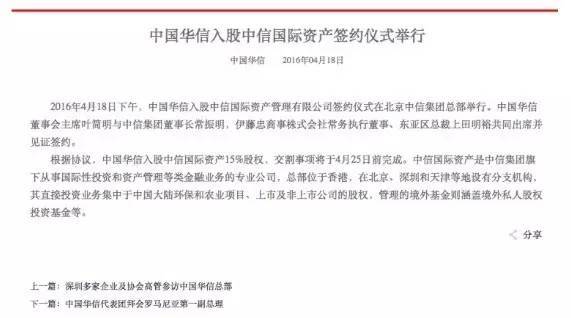 中国华信入股中信国际资产签约仪式举行
中国华信 2016年04月18日
2016年4月18日下午，中国华信入股中信国际资产管理有限公司签约仪式在北京中信集团总部举行。中国华信
董事会主席叶简明与中信集团董事长常振明，伊藤忠商事株式会社常务执行董事、东亚区总裁上田明裕共同出席并
见证签约。
根据协议，中国华信入股中信国际资产15%股权，交割事项将于4月25日前完成。中信国际资产是中信集团旗
下从事国际性投资和资产管理等类金融业务的专业公司，总部位于香港，在北京、深圳和天津等地设有分支机构，
其直接投资业务集中于中国大陆环保和农业项目、上市及非上市公司的股权，管理的境外基金则涵盖境外私人股权
投资基金等。
分享
上一篇：深圳多家企业及协会高管参访中国华信总部
下一篇：中国华信代表团拜会罗马尼亚第一副总理